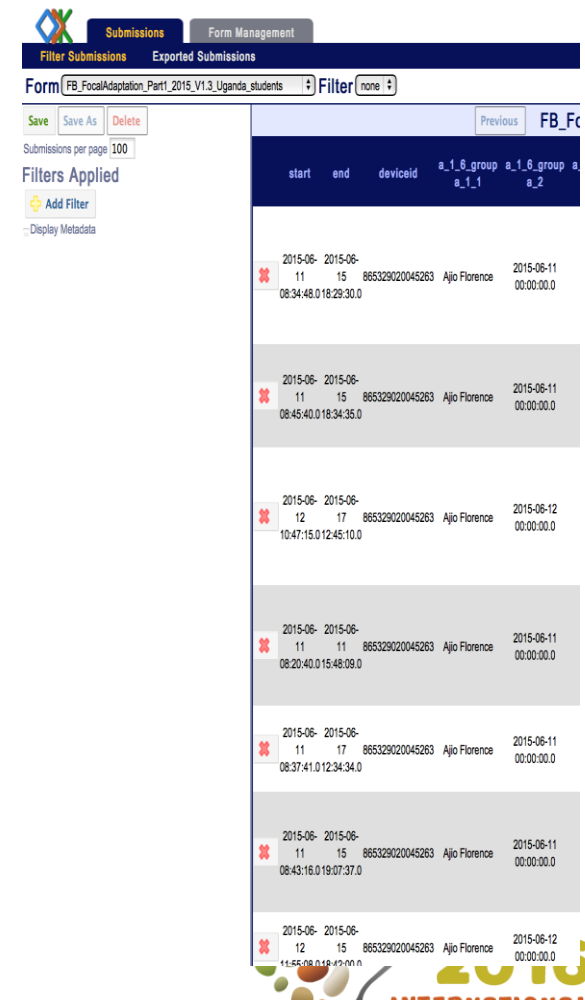 Submissions Form Management
Filter Submissions Exported Submissions
Form FB_FocalAdaptation_Part1_2015_V1.3_Uganda_students Filter none
Save Save As Delete
Previous
Submissions per page 100
Filters Applied
Add Filter
Display Metadata
start end deviceid a_1_6_group a_1_6_group
a_1_1 a_2
2015-06- 2015-06-
11 15 865329020045263 Ajio Florence 2015-06-11
08:34:48.0 18:29:30.0 00:00:00.0
2015-06- 2015-06-
11 15 865329020045263 Ajio Florence 2015-06-11
08:45:40.0 18:34:35.0 00:00:00.0
2015-06- 2015-06-
12 17 865329020045263 Ajio Florence 2015-06-12
10:47:15.0 12:45:10.0 00:00:00.0
2015-06- 2015-06-
11 11 865329020045263 Ajio Florence 2015-06-11
08:20:40.0 15:48:09.0 00:00:00.0
2015-06- 2015-06-
11 17 865329020045263 Ajio Florence 2015-06-11
08:37:41.0 12:34:34.0 00:00:00.0
2015-06- 2015-06-
11 15 865329020045263 Ajio Florence 2015-06-11
08:43:16.0 19:07:37.0 00:00:00.0
2015-06- 2015-06-
12 15 865329020045263 Ajio Florence 2015-06-12
11:55:08.0 18:42:00.0 00:00:00.0